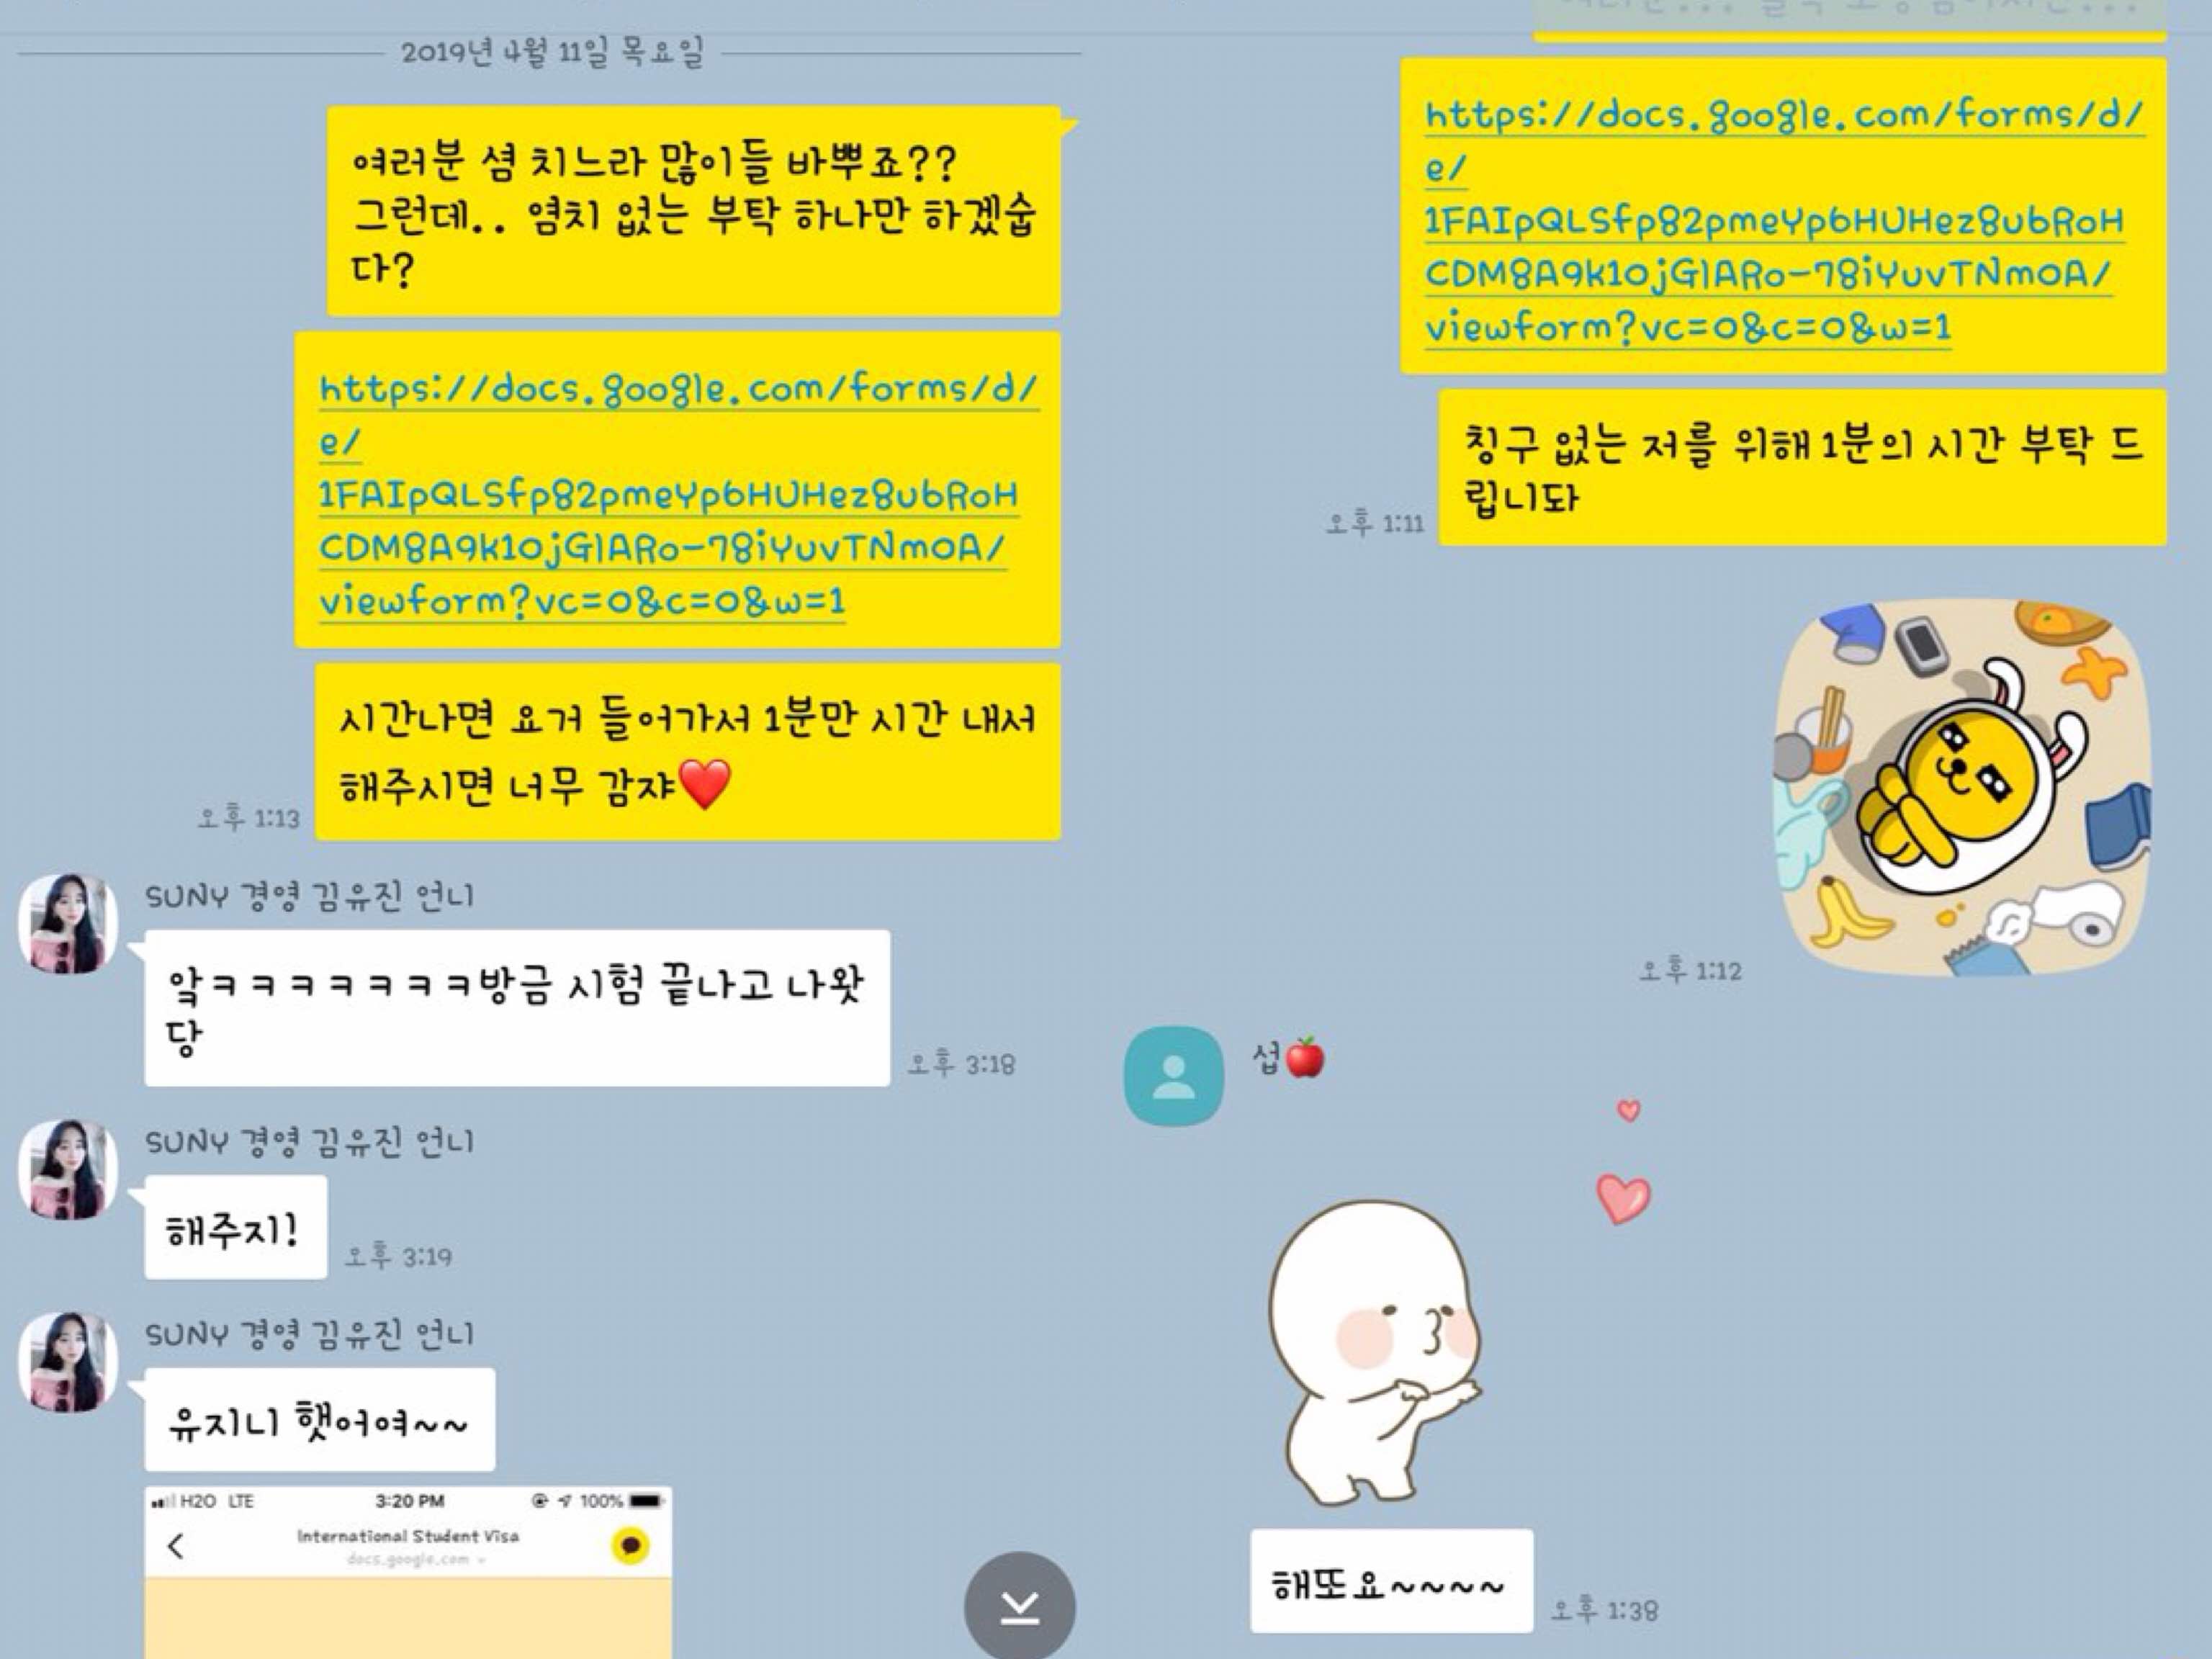 2019년 4월 11일 목요일
여러분 셤 치느라 많이들 바뿌죠??
그런데.. 염치 없는 부탁 하나만 하겠숩
다?
https://docs.google.com/forms/d/
e/
1FAIpQLSfp82pmeYp6HUHez8ubRoH
CDM8A9k1ojGlARo-78iYuvTNmOA/
viewform?vc=0&c=0&w=1
시간나면 요거 들어가서 1분만 시간 내서
해주시면 너무 감쟈❤️
오후 1:13
SUNY 경영 김유진 언니
앜ㅋㅋㅋㅋㅋㅋㅋ방금 시험 끝나고 나왓
당
오후 3:18
SUNY 경영 김유진 언니
해주지!
오후 3:19
SUNY 경영 김유진 언니
유지니 했어여~~
H2O LTE 3:20 PM 100%
International Student Visa
docs.google.com
https://docs.google.com/forms/d/
e/
1FAIpQLSfp82pmeYp6HUHez8ubRoH
CDM8A9k1ojGlARo-78iYuvTNmOA/
viewform?vc=0&c=0&w=1
칭구 없는 저를 위해 1분의 시간 부탁 드
립니돠
오후 1:11
오후 1:12
섭🍎
해또요~~~~
오후 1:38